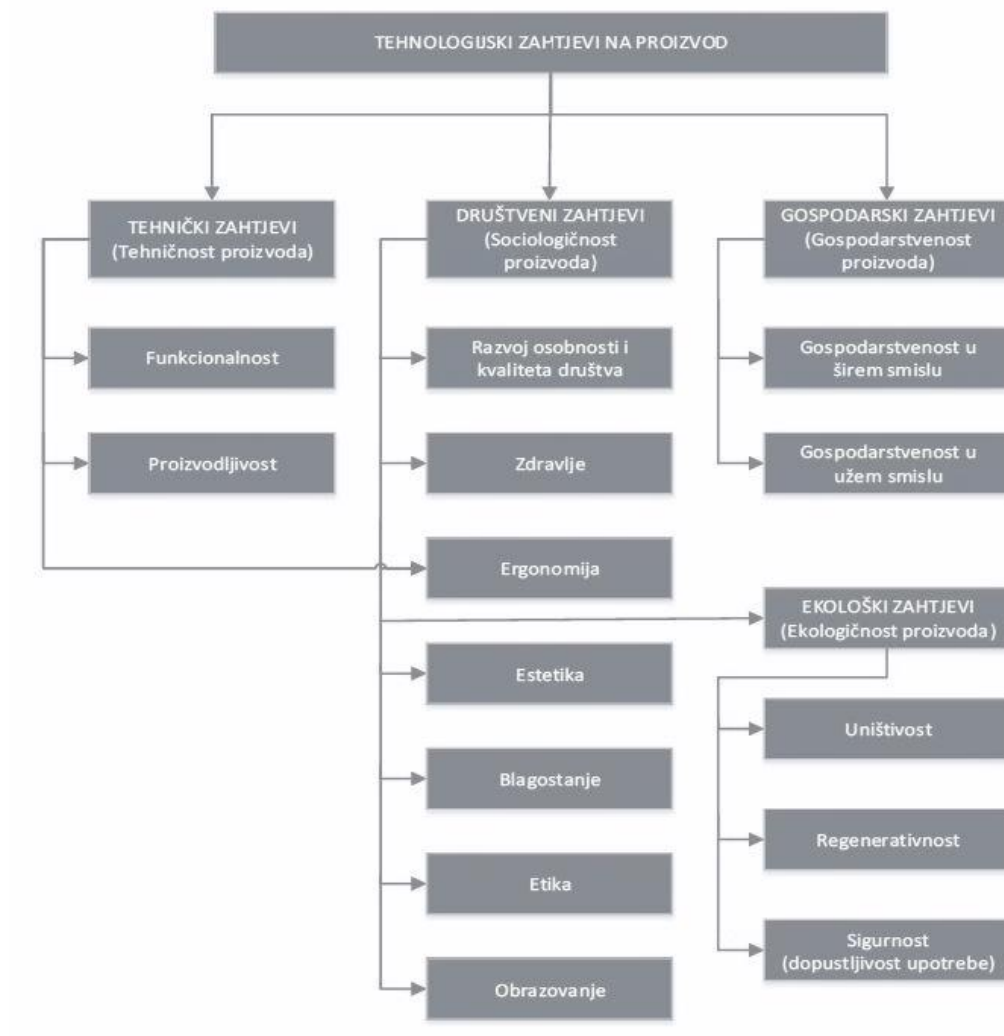 TEHNOLOGIJSKI ZAHTJEVI NA PROIZVOD
TEHNIČKI ZAHTJEVI
(Tehničnost proizvoda)
Funkcionalnost
Proizvodljivost
DRUŠTVENI ZAHTJEVI
(Sociologičnost
proizvoda)
Razvoj osobnosti i
kvaliteta društva
Zdravlje
Ergonomija
Estetika
Blagostanje
Etika
Obrazovanje
GOSPODARSKI ZAHTJEVI
(Gospodarstvenost
proizvoda)
Gospodarstvenost u
širem smislu
Gospodarstvenost u
užem smislu
EKOLOŠKI ZAHTJEVI
(Ekologičnost proizvoda)
Uništivost
Regenerativnost
Sigurnost
(dopustljivost upotrebe)